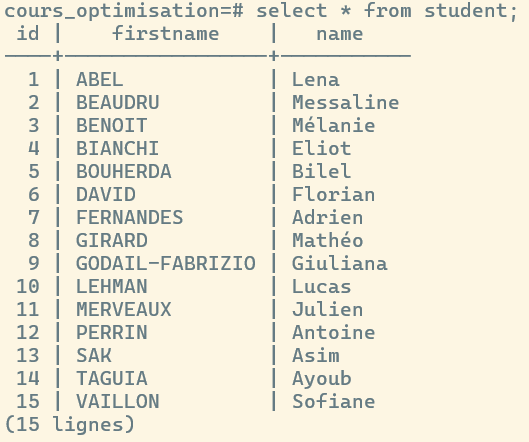 cours_optimisation=# select * from student;
 id |    firstname    |   name
----+-----------------+-----------
  1 | ABEL            | Lena
  2 | BEAUDRU         | Messaline
  3 | BENOIT          | Mélanie
  4 | BIANCHI         | Eliot
  5 | BOUHERDA        | Bilel
  6 | DAVID           | Florian
  7 | FERNANDES       | Adrien
  8 | GIRARD          | Mathéo
  9 | GODAIL-FABRIZIO | Giuliana
 10 | LEHMAN          | Lucas
 11 | MERVEAUX        | Julien
 12 | PERRIN          | Antoine
 13 | SAK             | Asim
 14 | TAGUIA          | Ayoub
 15 | VAILLON         | Sofiane
(15 lignes)